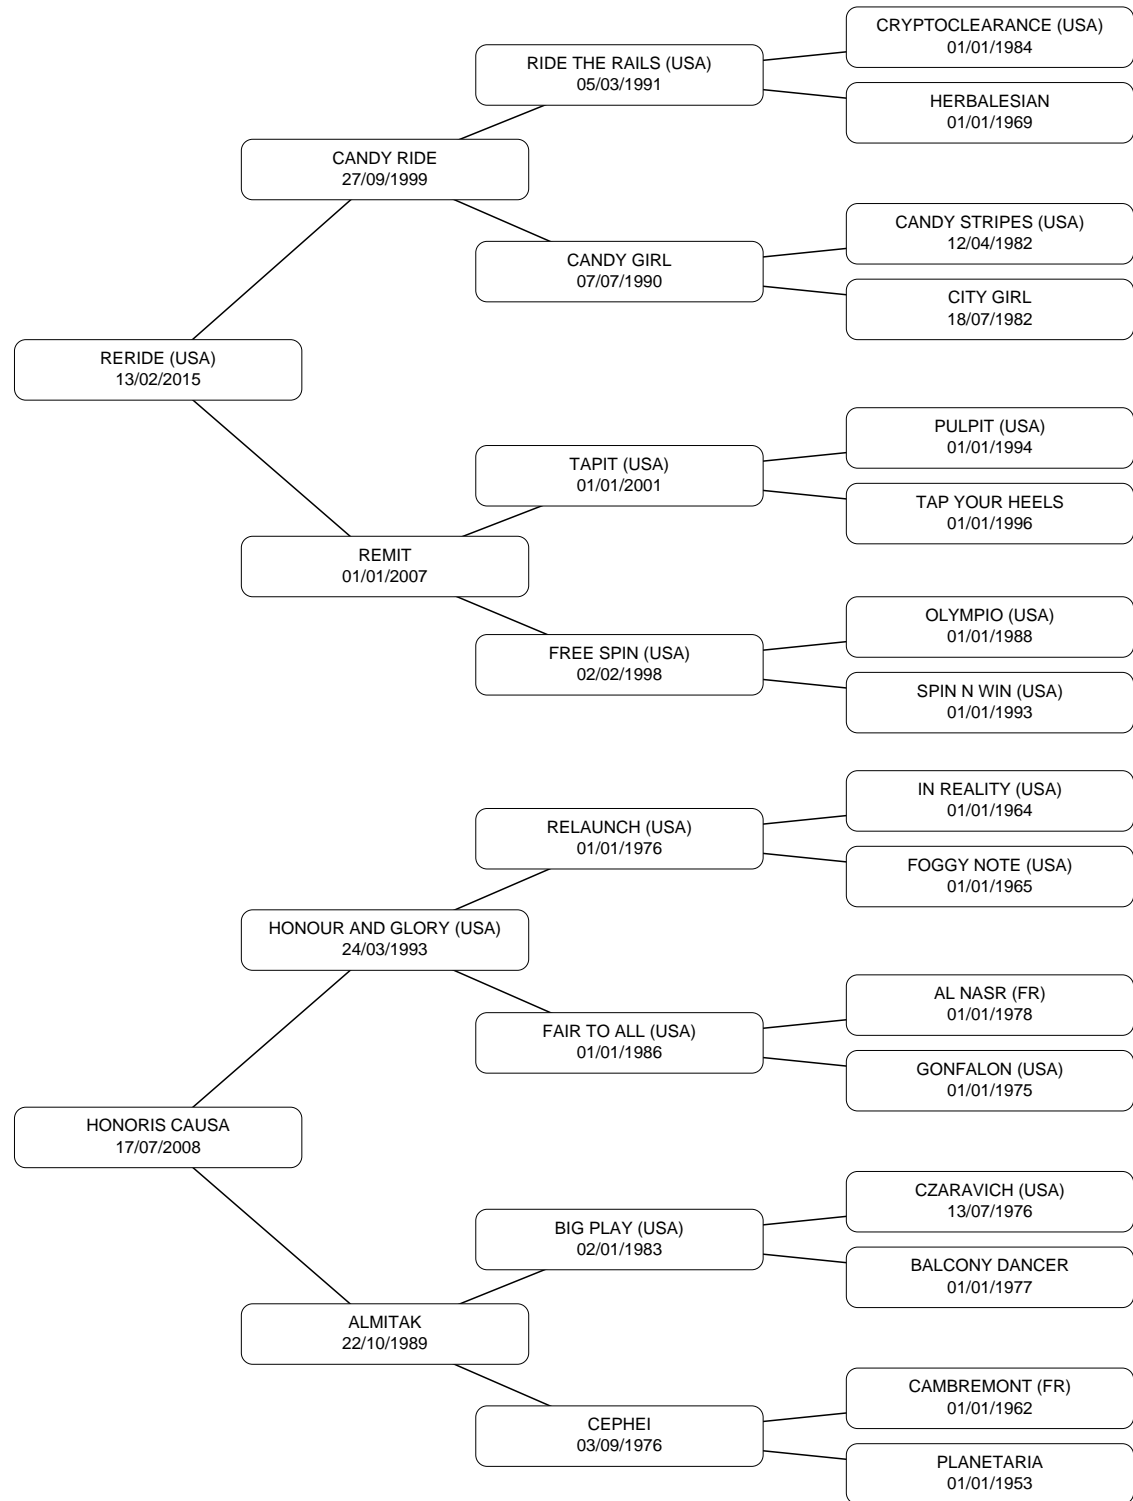 CRYPTOCLEARANCE (USA)
01/01/1984
RIDE THE RAILS (USA)
05/03/1991
HERBALESIAN
01/01/1969
CANDY RIDE
27/09/1999
CANDY STRIPES (USA)
12/04/1982
CANDY GIRL
07/07/1990
CITY GIRL
18/07/1982
RERIDE (USA)
13/02/2015
PULPIT (USA)
01/01/1994
TAPIT (USA)
01/01/2001
TAP YOUR HEELS
01/01/1996
REMIT
01/01/2007
OLYMPIO (USA)
01/01/1988
FREE SPIN (USA)
02/02/1998
SPIN N WIN (USA)
01/01/1993
IN REALITY (USA)
01/01/1964
RELAUNCH (USA)
01/01/1976
FOGGY NOTE (USA)
01/01/1965
HONOUR AND GLORY (USA)
24/03/1993
AL NASR (FR)
01/01/1978
FAIR TO ALL (USA)
01/01/1986
GONFALON (USA)
01/01/1975
HONORIS CAUSA
17/07/2008
CZARAVICH (USA)
13/07/1976
BIG PLAY (USA)
02/01/1983
BALCONY DANCER
01/01/1977
ALMITAK
22/10/1989
CAMBREMONT (FR)
01/01/1962
CEPHEI
03/09/1976
PLANETARIA
01/01/1953